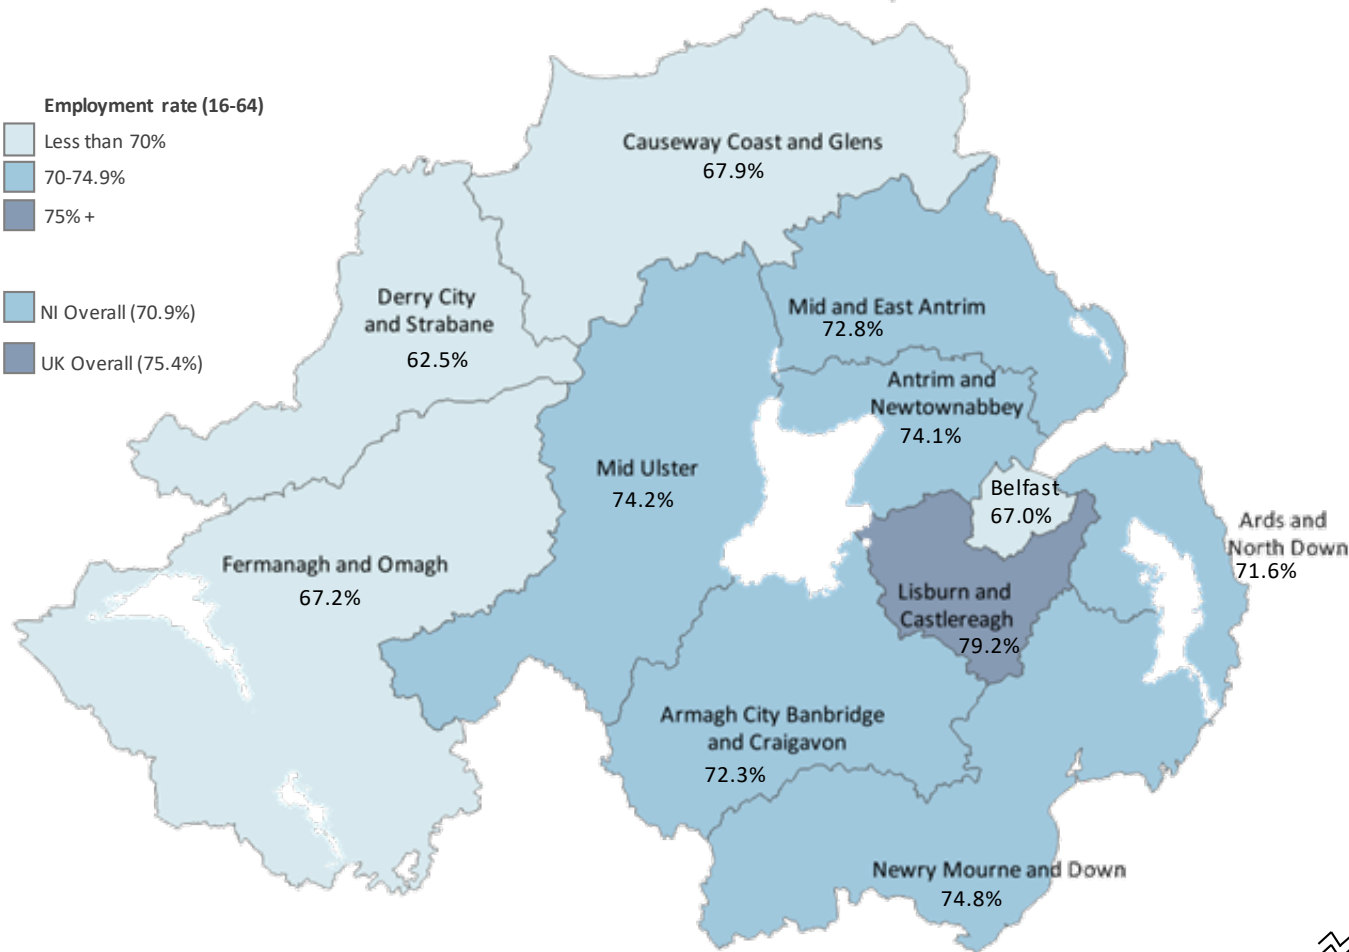 Employment rate (16-64)
Less than 70%
70-74.9%
75% +
NI Overall (70.9%)
UK Overall (75.4%)
Causeway Coast and Glens
67.9%
Derry City
and Strabane
62.5%
Mid and East Antrim
72.8%
Antrim and
Newtownabbey
74.1%
Mid Ulster
74.2%
Belfast
67.0%
Ards and
North Down
71.6%
Fermanagh and Omagh
67.2%
Lisburn and
Castlereagh
79.2%
Armagh City Banbridge
and Craigavon
72.3%
Newry Mourne and Down
74.8%